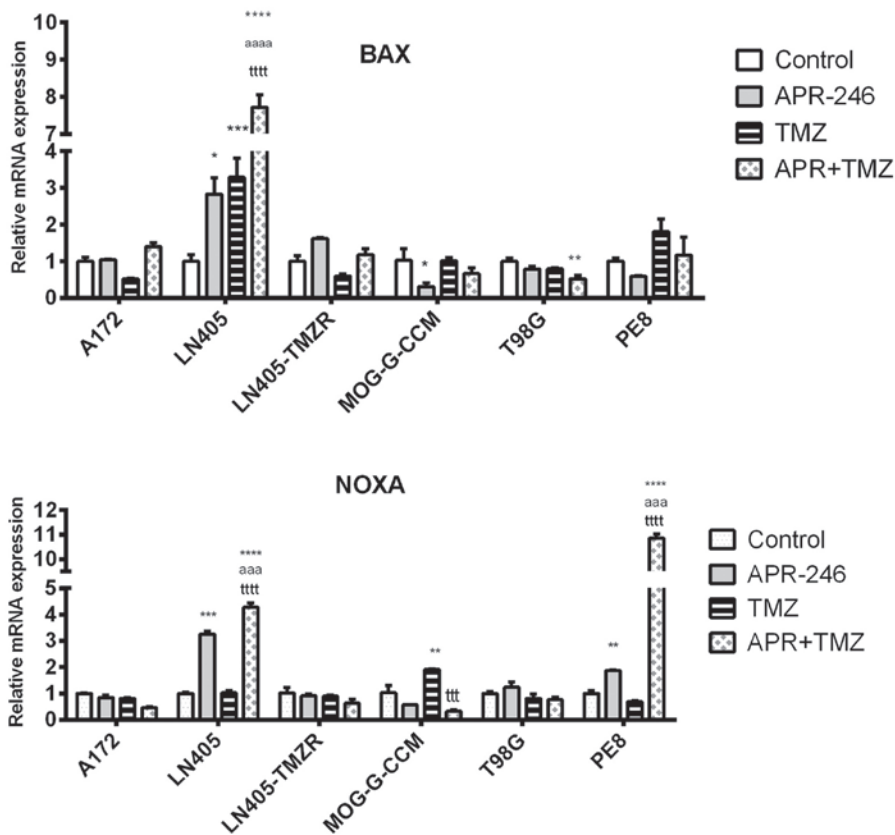 BAX
Relative mRNA expression
10
9
8
7
6
4
3
2
1
0
*
***
****
aaaa
tttt
*
**
A172
LN405
LN405-TMZR
MOG-G-CCM
T98G
PE8
Control
APR-246
TMZ
APR+TMZ
NOXA
Relative mRNA expression
12
11
10
5
4
3
2
1
0
***
****
aaa
tttt
**
ttt
**
****
aaa
tttt
A172
LN405
LN405-TMZR
MOG-G-CCM
T98G
PE8
Control
APR-246
TMZ
APR+TMZ